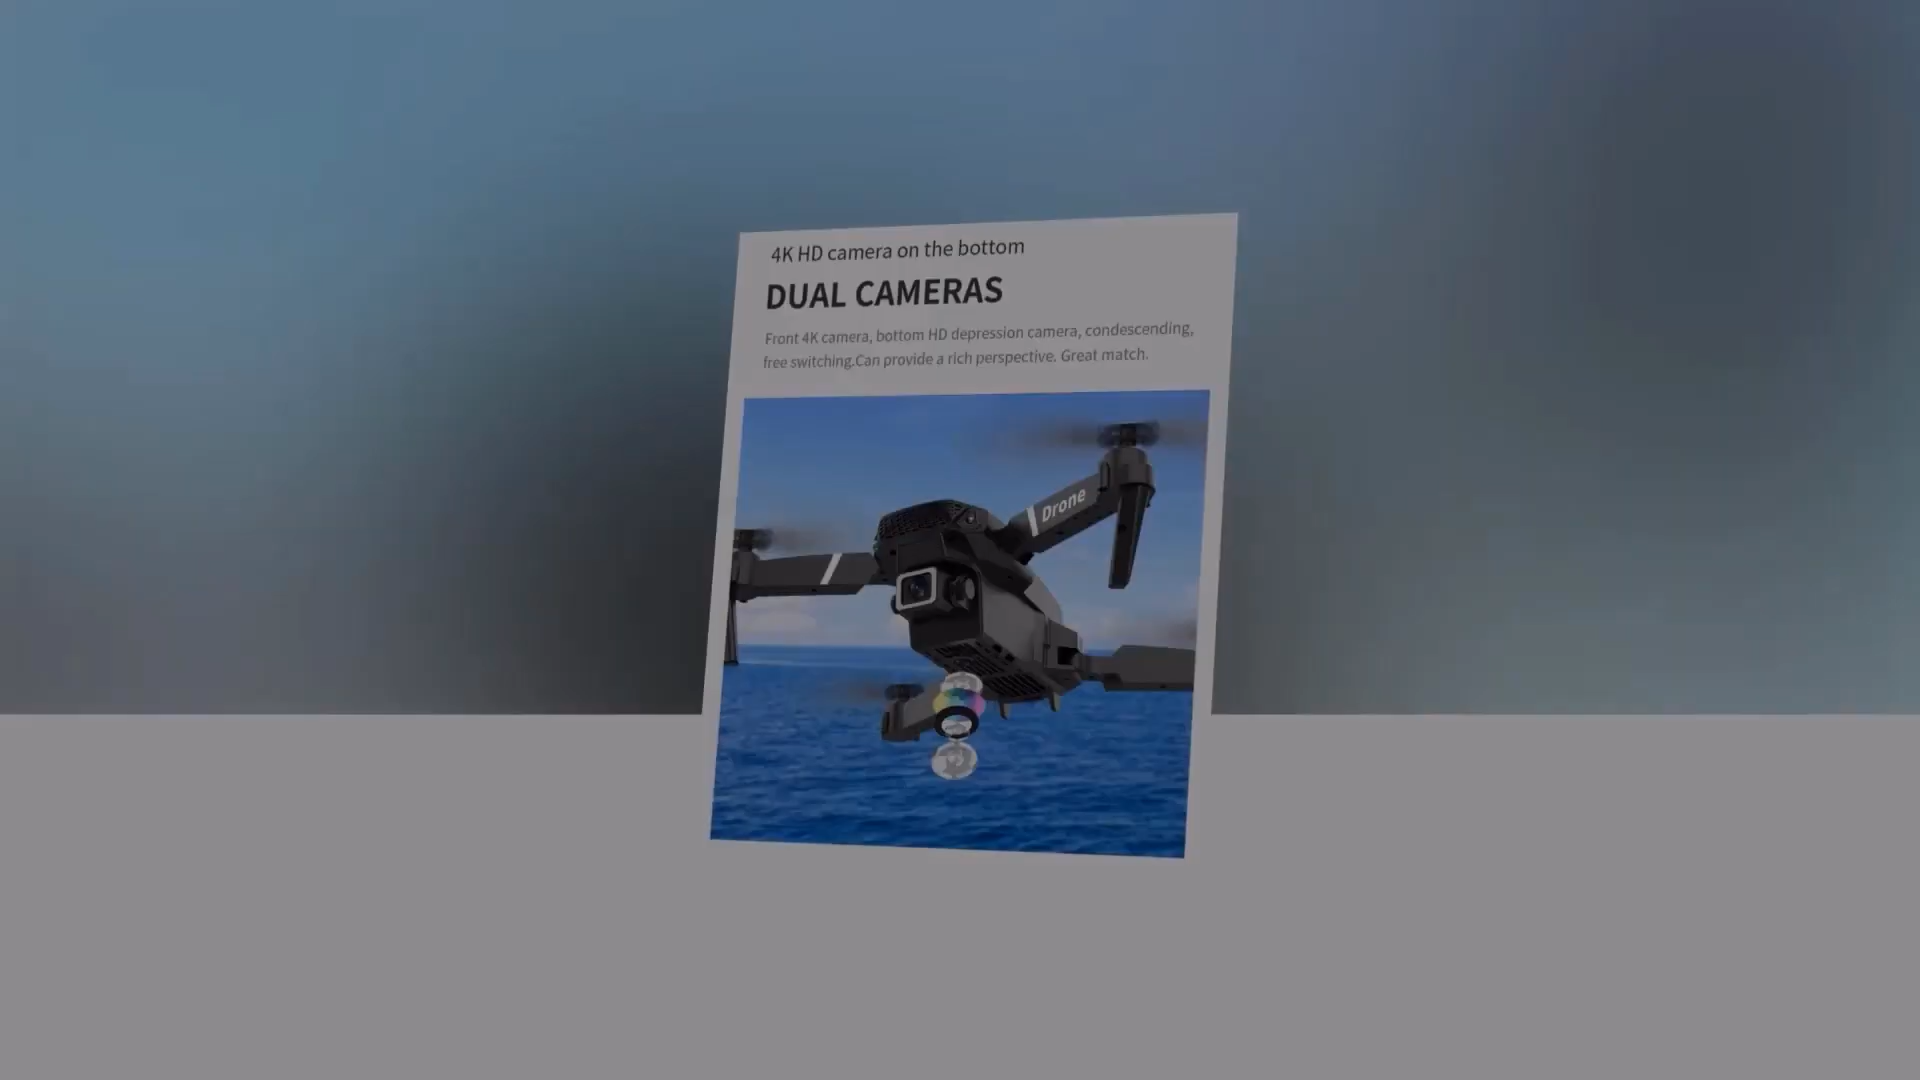 4K HD camera on the bottom
DUAL CAMERAS
Front 4K camera, bottom HD depression camera, condescending,
free switching.Can provide a rich perspective. Great match.
Drone